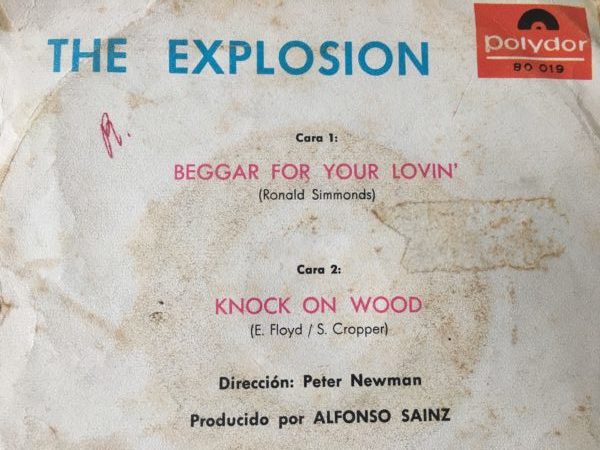 THE EXPLOSION
polydor
80 019
Cara 1:
BEGGAR FOR YOUR LOVIN'
(Ronald Simmonds)
Cara 2:
KNOCK ON WOOD
(E. Floyd / S. Cropper)
Dirección: Peter Newman
Producido por ALFONSO SAINZ